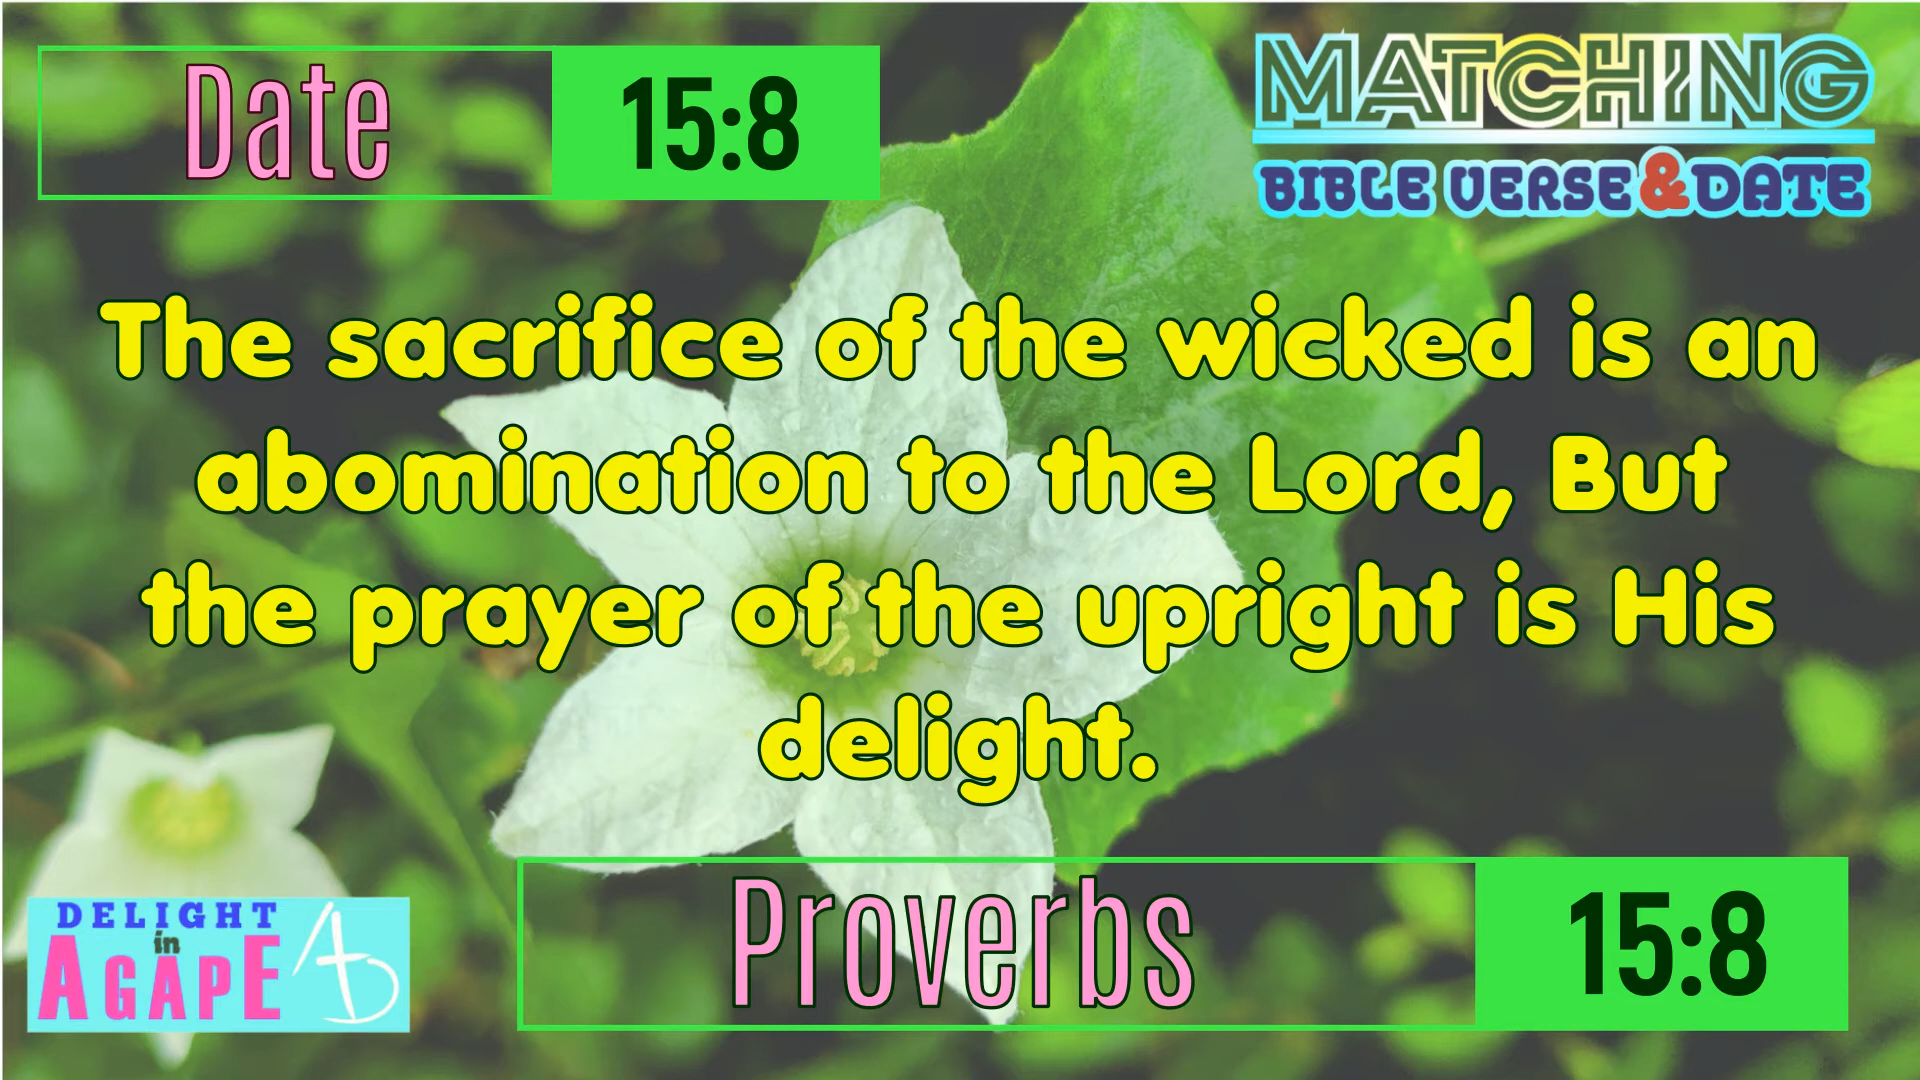 Date 15:8
MATCHING
BIBLE VERSE & DATE
The sacrifice of the wicked is an
abomination to the Lord, But
the prayer of the upright is His
delight.
Proverbs 15:8
DELIGHT
in
AGAPE